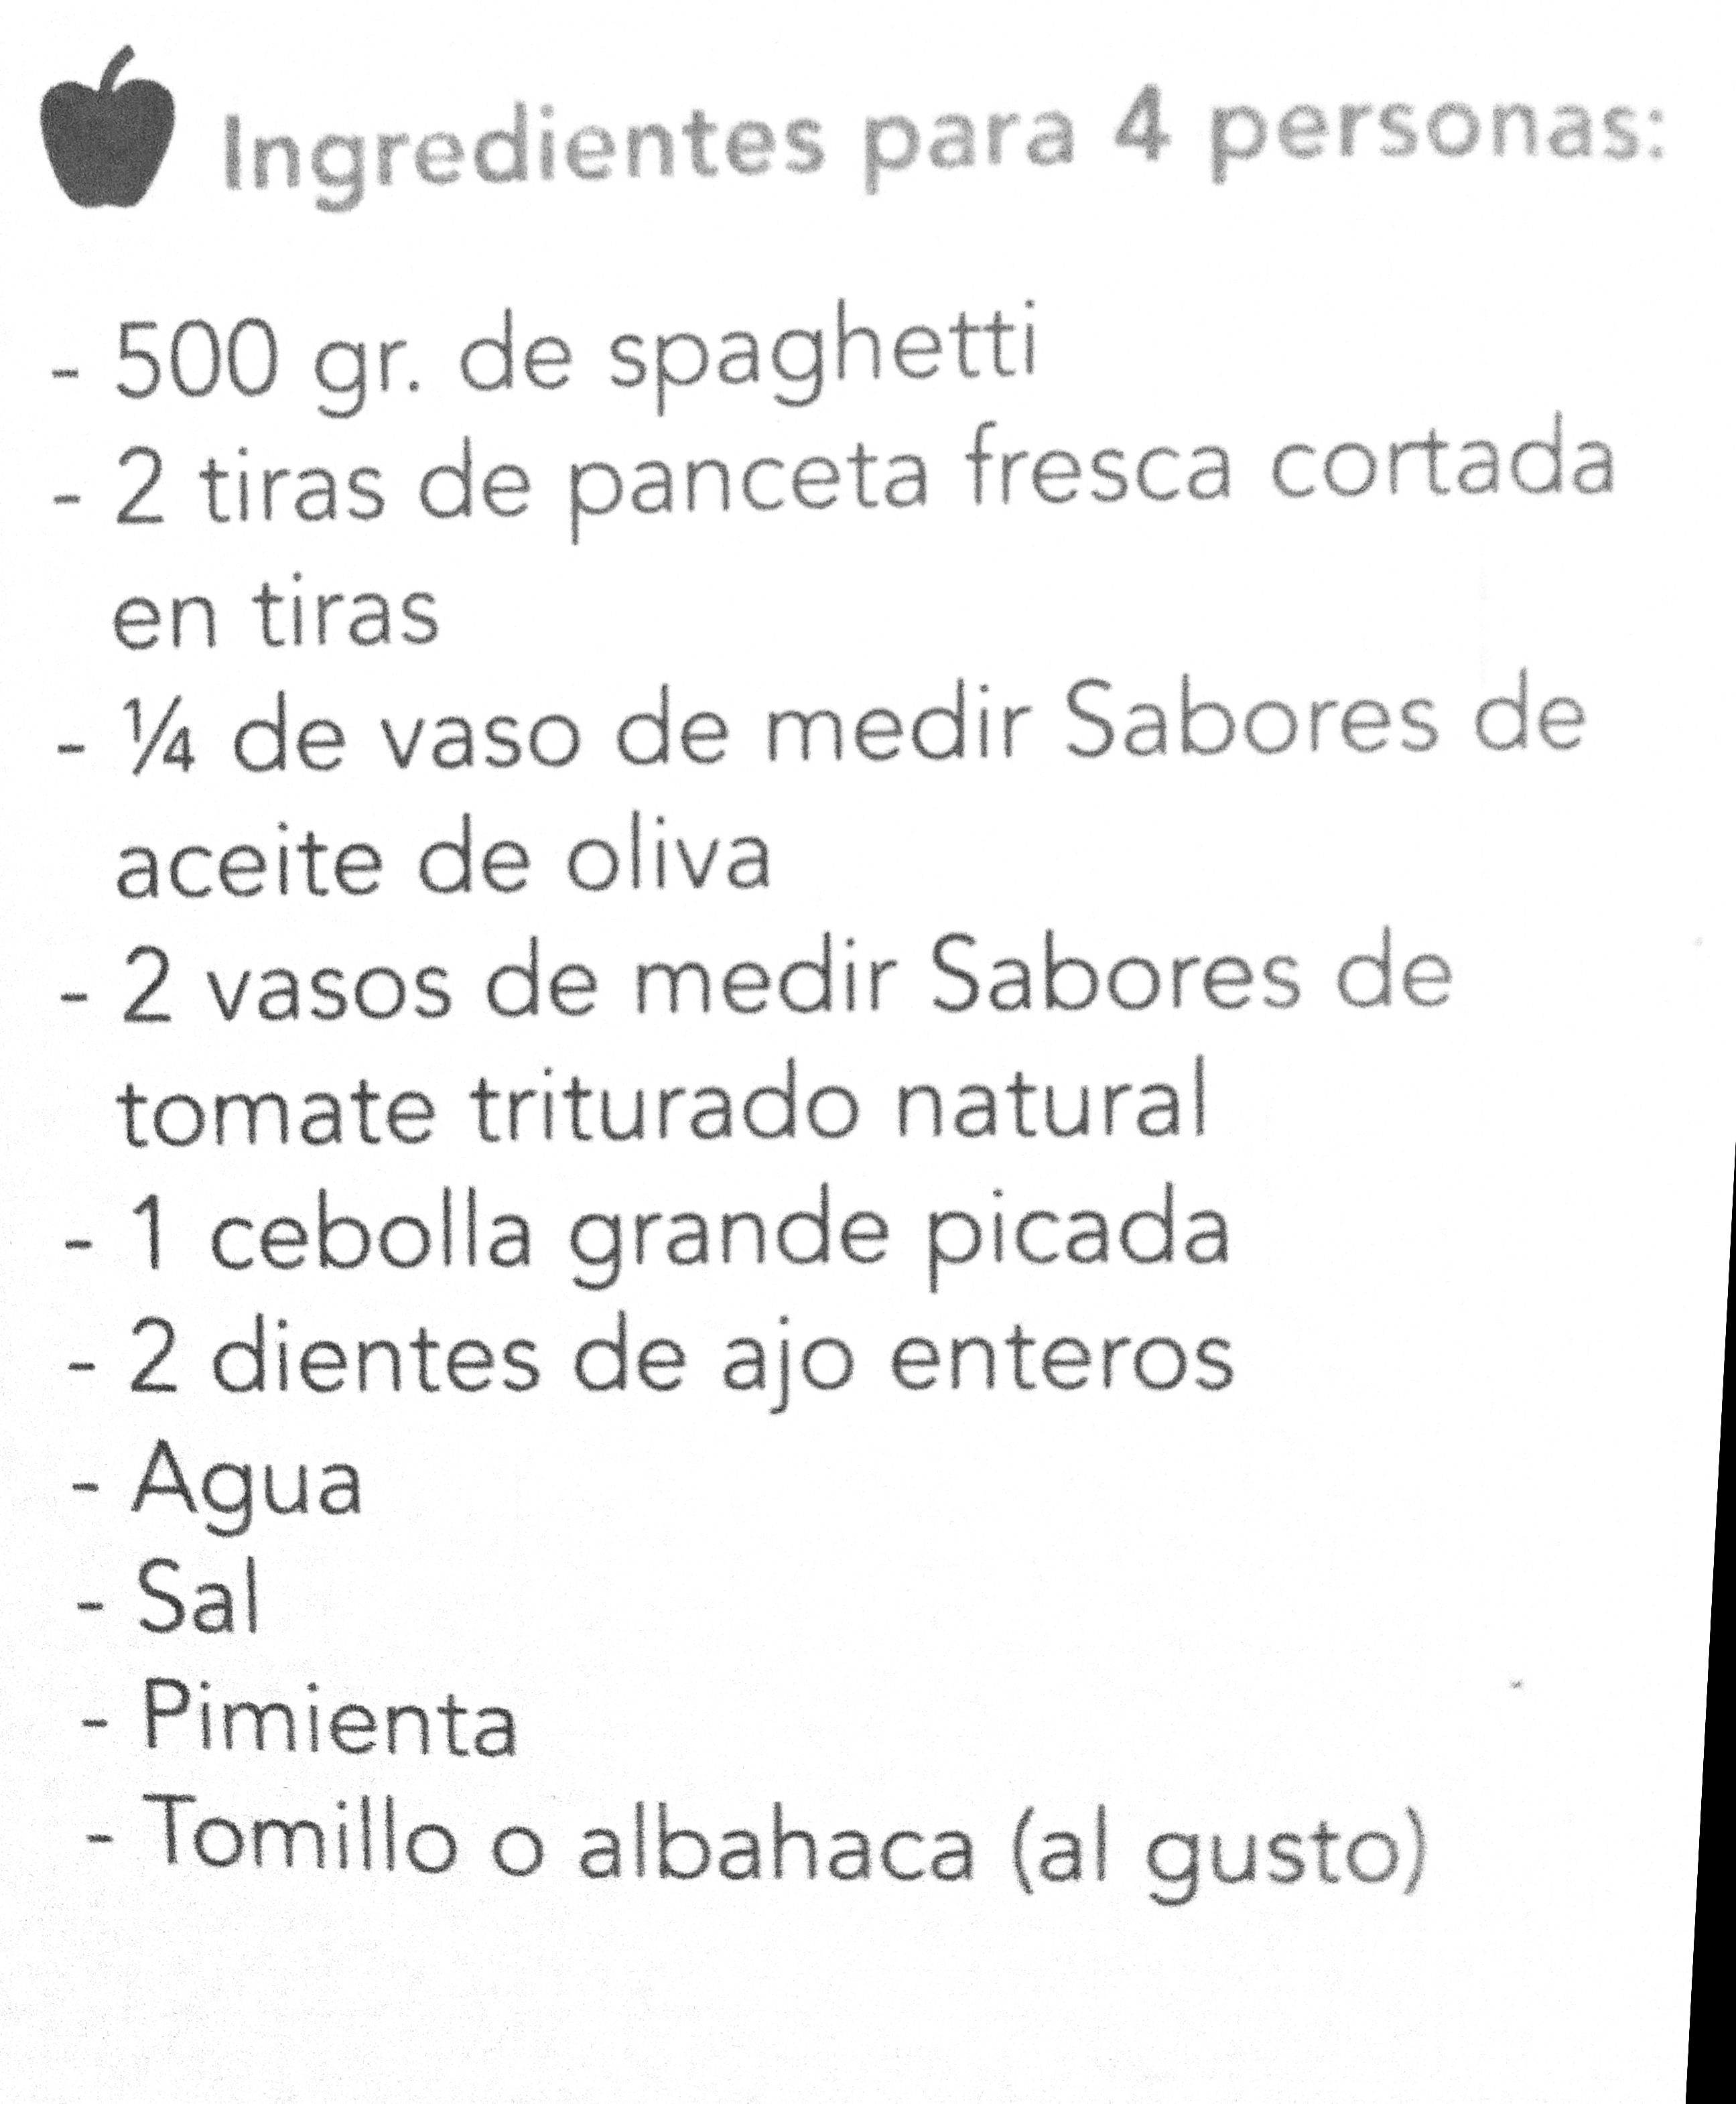 Ingredientes para 4 personas:
- 500 gr. de spaghetti
- 2 tiras de panceta fresca cortada
en tiras
- ¼ de vaso de medir Sabores de
aceite de oliva
- 2 vasos de medir Sabores de
tomate triturado natural
- 1 cebolla grande picada
- 2 dientes de ajo enteros
- Agua
- Sal
- Pimienta
- Tomillo o albahaca (al gusto)